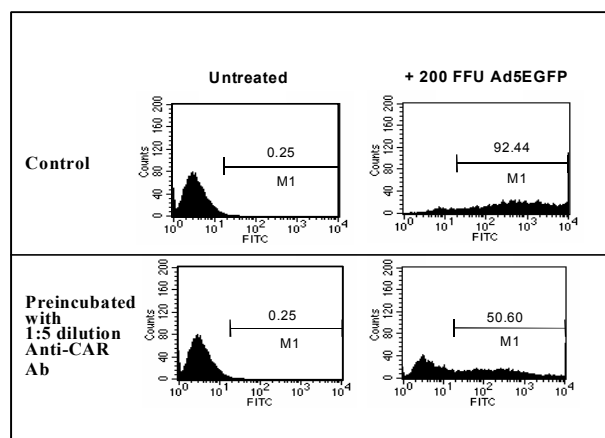 Untreated
+ 200 FFU Ad5EGFP
Control
Counts
0 40 80 120 160 200
0.25
M1
10^0 10^1 10^2 10^3 10^4
FITC
Counts
0 40 80 120 160 200
92.44
M1
10^0 10^1 10^2 10^3 10^4
FITC
Preincubated
with
1:5 dilution
Anti-CAR
Ab
Counts
0 40 80 120 160 200
0.25
M1
10^0 10^1 10^2 10^3 10^4
FITC
Counts
0 40 80 120 160 200
50.60
M1
10^0 10^1 10^2 10^3 10^4
FITC